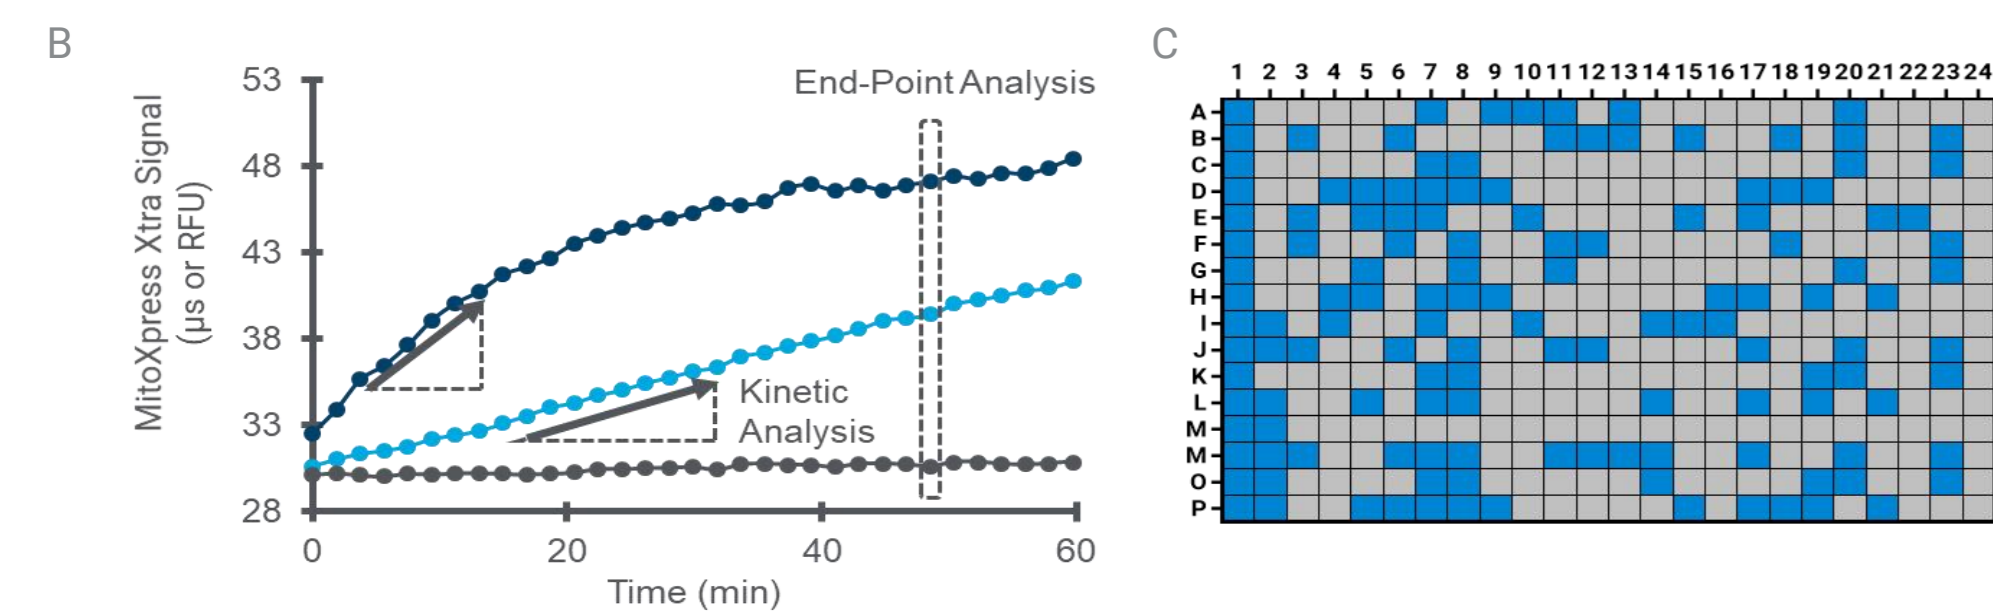 B
53
48
43
38
33
28
MitoXpress Xtra Signal
(µs or RFU)
End-Point Analysis
Kinetic
Analysis
0 20 40 60
Time (min)
C
1 2 3 4 5 6 7 8 9 10 11 12 13 14 15 16 17 18 19 20 21 22 23 24
A
B
C
D
E
F
G
H
I
J
K
L
M
M
O
P